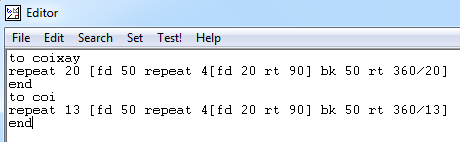 Editor
File Edit Search Set Test! Help
to coixay
repeat 20 [fd 50 repeat 4[fd 20 rt 90] bk 50 rt 360/20]
end
to coi
repeat 13 [fd 50 repeat 4[fd 20 rt 90] bk 50 rt 360/13]
end